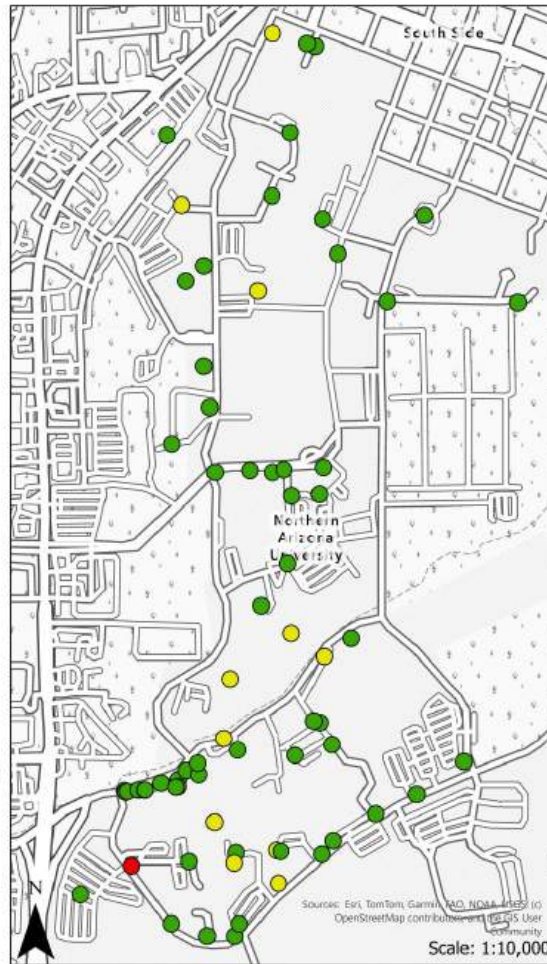 South Side
Northern
Arizona
University
Sources: Esri, TomTom, Garmin, FAO, NOAA, USGS, (c)
OpenStreetMap contributors, and the GIS User
Community
N
Scale: 1:10,000